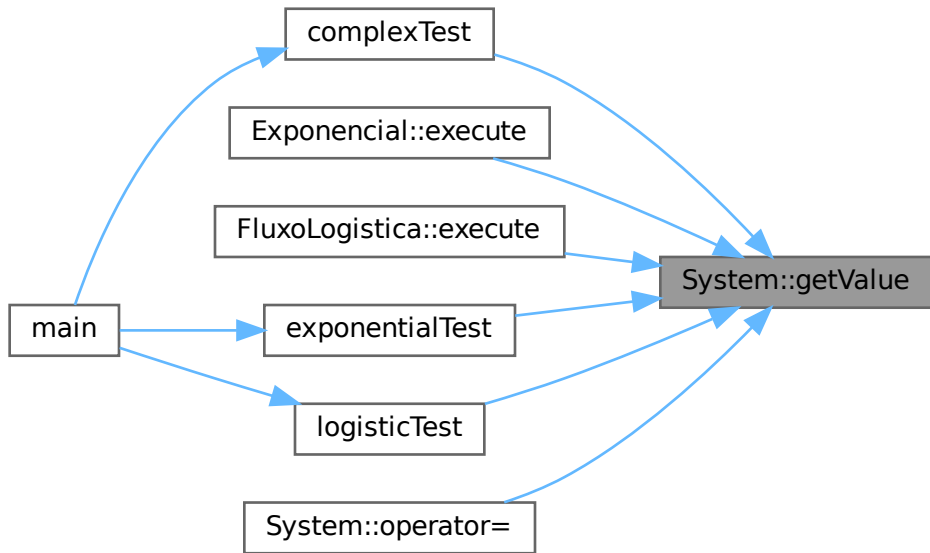 complexTest
Exponencial::execute
FluxoLogistica::execute
System::getValue
main
exponentialTest
logisticTest
System::operator=